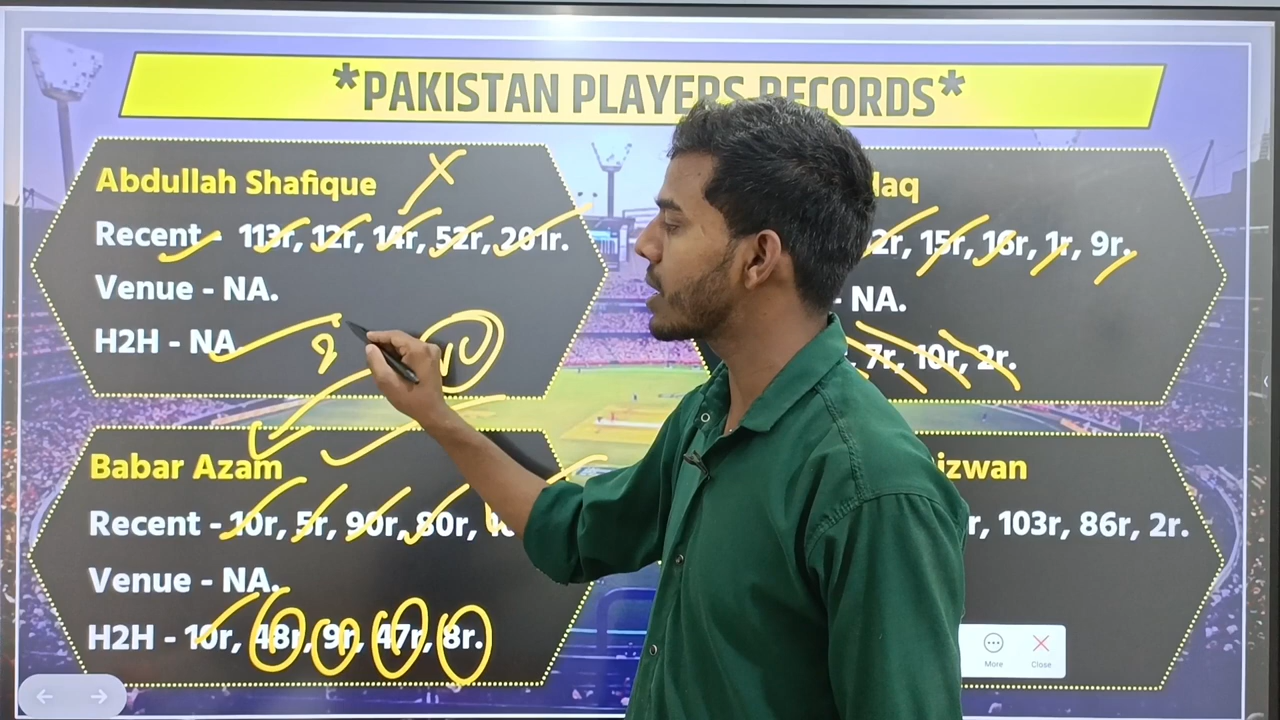 *PAKISTAN PLAYERS RECORDS*
Abdullah Shafique
Recent - 113r, 12r, 14r, 52r, 201r.
Venue - NA.
H2H - NA
2r, 15r, 16r, 1r, 9r.
- NA.
7r, 10r, 2r.
Babar Azam
Recent - 10r, 5r, 90r, 80r,
Venue - NA.
H2H - 10r, 48r, 9r, 47r, 8r.
izwan
r, 103r, 86r, 2r.
More
Close